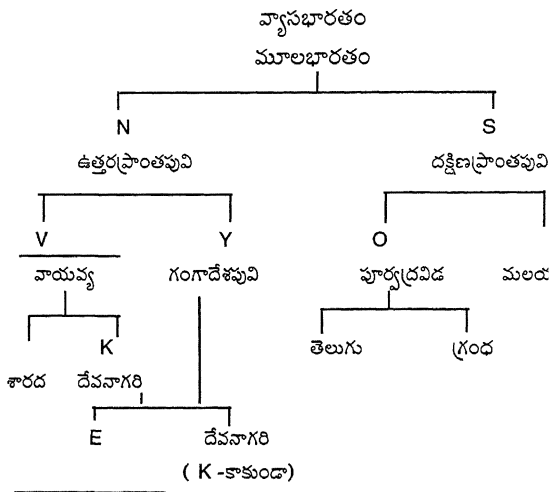 వ్యాసభారతం
మూలభారతం
N S
ఉత్తరప్రాంతపువి దక్షిణప్రాంతపువి
V Y O
వాయవ్య గంగాదేశపువి పూర్వద్రవిడ మలయ
తెలుగు గ్రంధ
K
శారద దేవనాగరి
E దేవనాగరి
( K -కాకుండా)